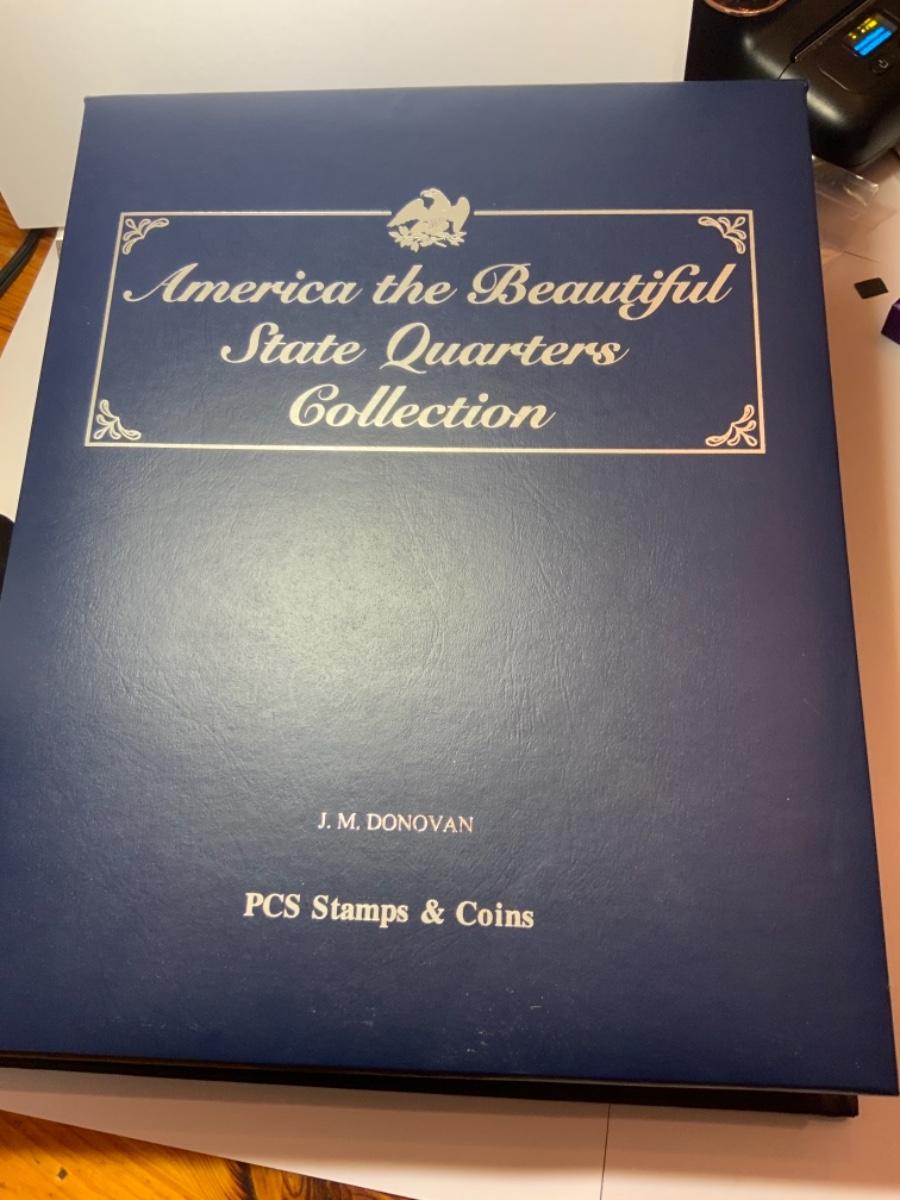 America the Beautiful
State Quarters
Collection
J. M. DONOVAN
PCS Stamps & Coins